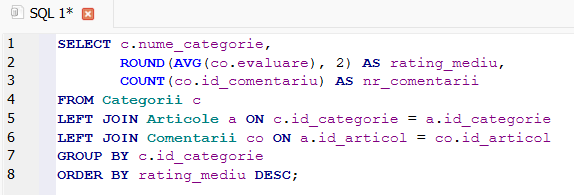 SQL 1*
1 SELECT c.nume_categorie,
2 ROUND(AVG(co.evaluare), 2) AS rating_mediu,
3 COUNT(co.id_comentariu) AS nr_comentarii
4 FROM Categorii c
5 LEFT JOIN Articole a ON c.id_categorie = a.id_categorie
6 LEFT JOIN Comentarii co ON a.id_articol = co.id_articol
7 GROUP BY c.id_categorie
8 ORDER BY rating_mediu DESC;